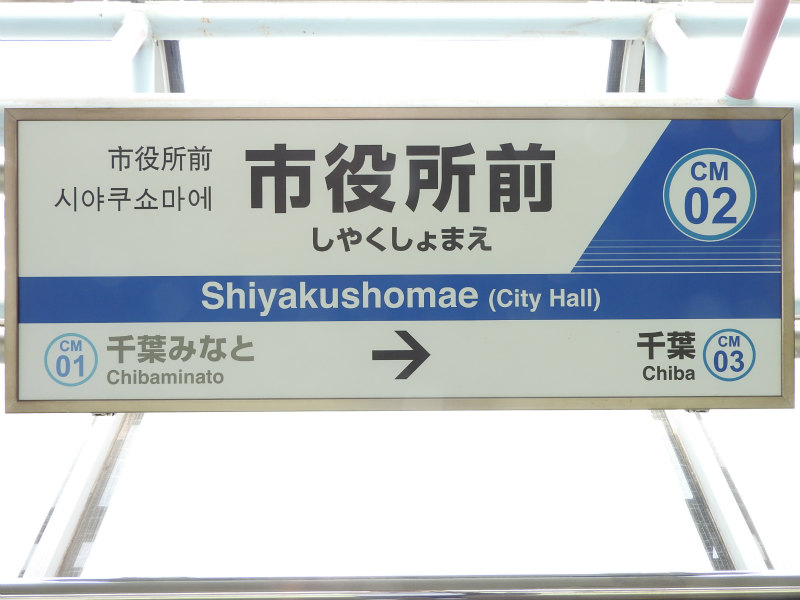 市役所前
시야쿠쇼마에
市役所前
しやくしょまえ
CM
02
Shiyakushomae (City Hall)
CM
01
千葉みなと
Chibaminato
→
千葉
Chiba
CM
03